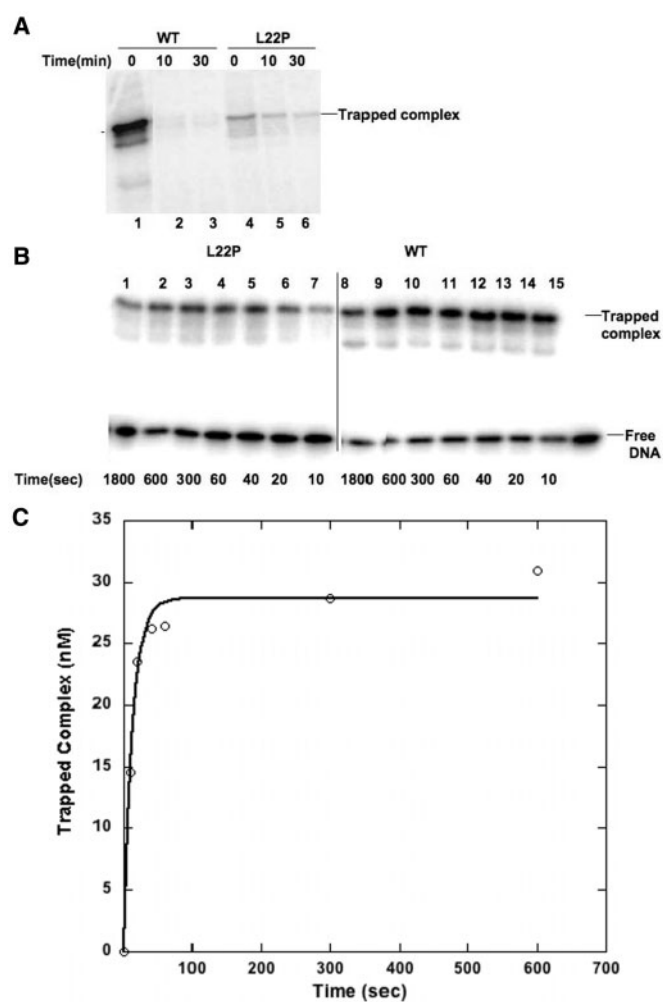 A
WT L22P
Time(min) 0 10 30 0 10 30
Trapped complex
1 2 3 4 5 6
B
L22P WT
1 2 3 4 5 6 7 8 9 10 11 12 13 14 15
Trapped
complex
Free
DNA
Time(sec) 1800 600 300 60 40 20 10 1800 600 300 60 40 20 10
C
35
30
25
20
15
10
5
0
Trapped Complex (nM)
100 200 300 400 500 600 700
Time (sec)